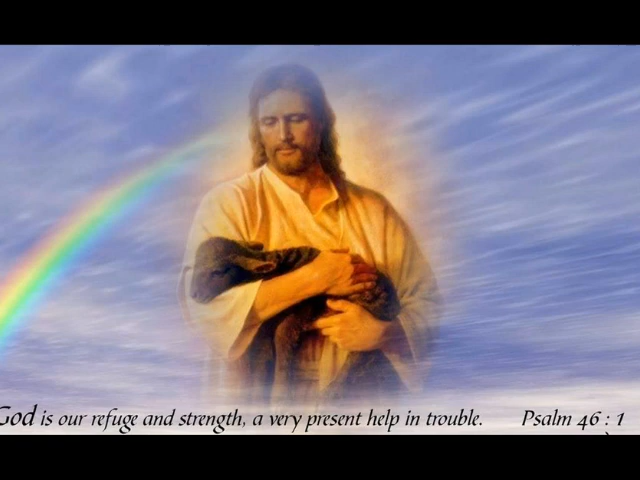 God is our refuge and strength, a very present help in trouble. Psalm 46 : 1